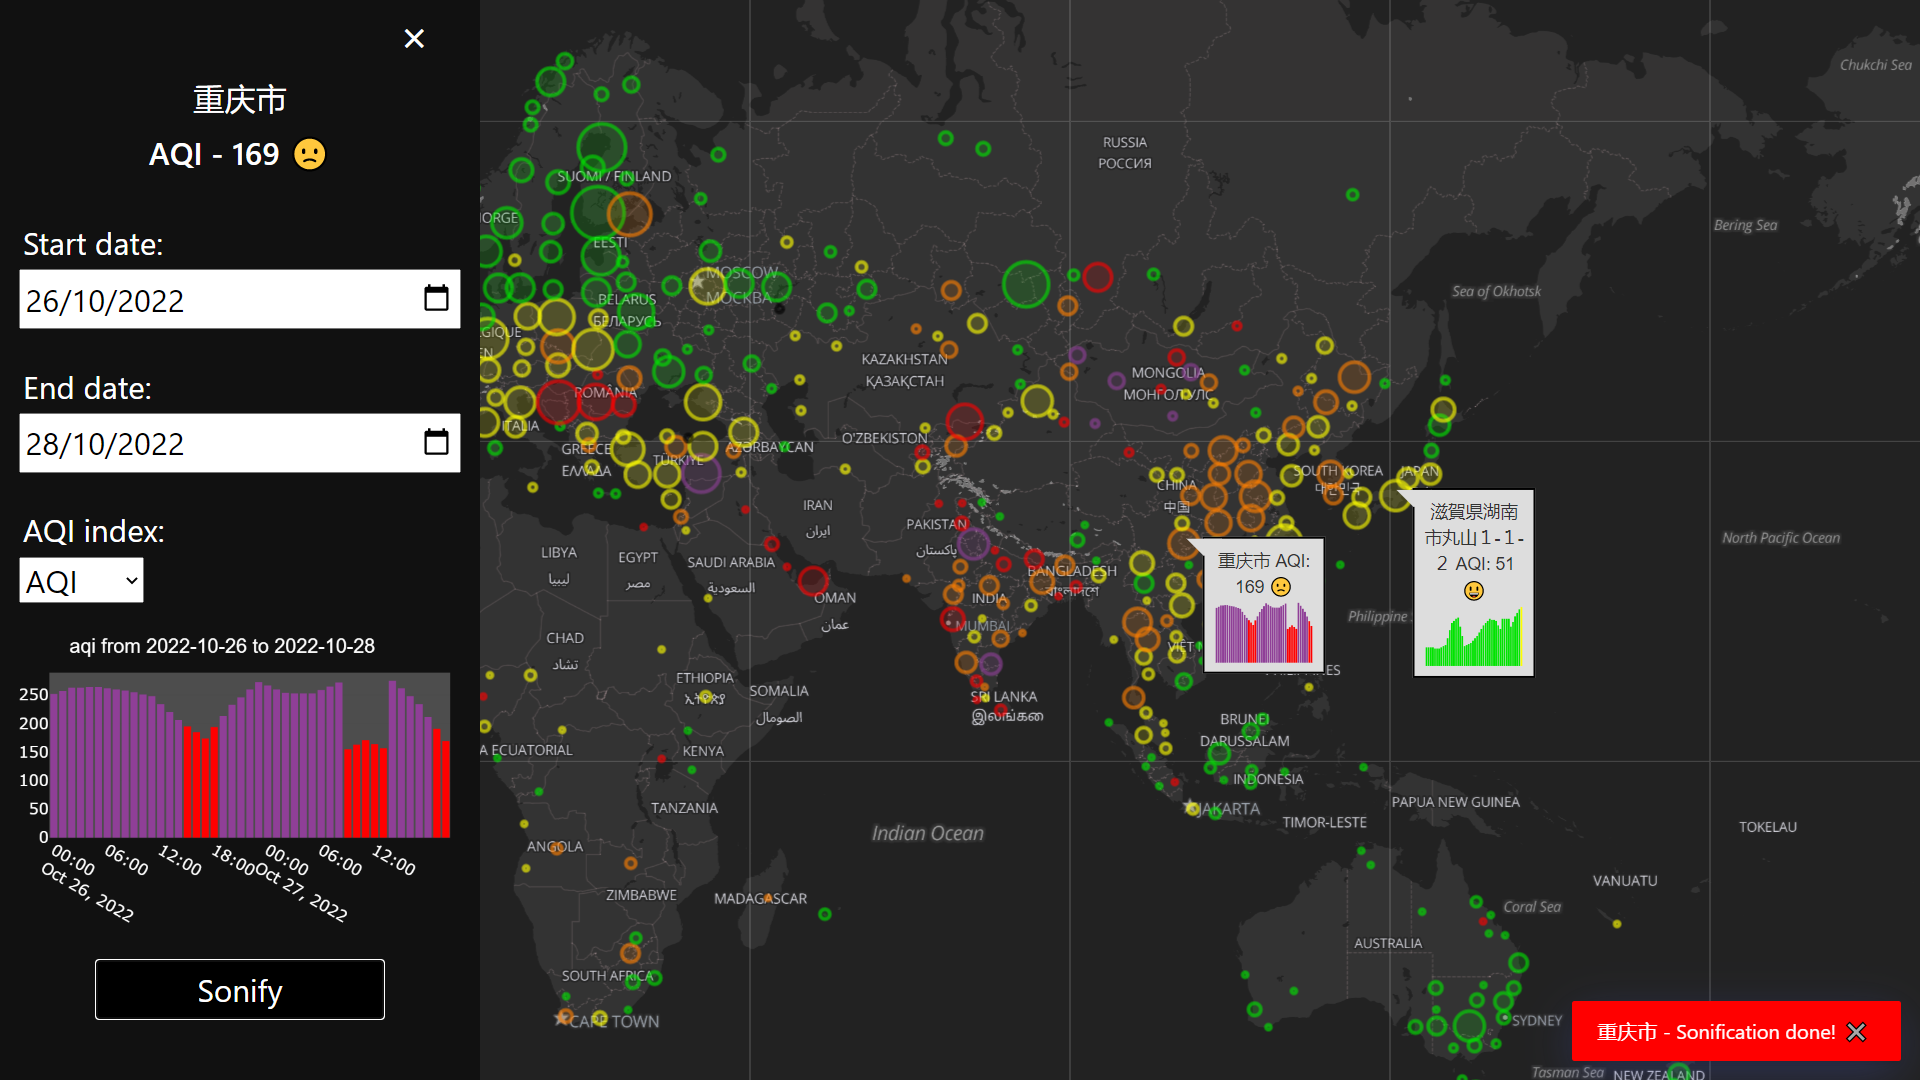 ✕
重庆市
AQI - 169 🙁
Start date:
26/10/2022
End date:
28/10/2022
AQI index:
AQI
aqi from 2022-10-26 to 2022-10-28
250
200
150
100
50
0
00:00
Oct 26, 2022
06:00
12:00
18:00
00:00
Oct 27, 2022
06:00
12:00
Sonify
Chukchi Sea
RUSSIA
РОССИЯ
SUOMI / FINLAND
ORGE
Bering Sea
EESTI
MOSCOW
МОСКВА
Sea of Okhotsk
BELARUS
БЕЛАРУСЬ
GIQUE
EN
KAZAKHSTAN
ҚАЗАҚСТАН
MONGOLIA
МОНГОЛ УЛС
ROMÂNIA
ITALIA
O'ZBEKISTON
AZƏRBAYCAN
GREECE
ΕΛΛΆΔΑ
TÜRKIYE
SOUTH KOREA
대한민국
JAPAN
CHINA
中国
IRAN
ایران
PAKISTAN
پاکستان
滋賀県湖南
市丸山１-１-
２ AQI: 51
😃
North Pacific Ocean
LIBYA
ليبيا
EGYPT
مصر
SAUDI ARABIA
السعودية
BANGLADESH
বাংলাদেশ
重庆市 AQI:
169 🙁
OMAN
عمان
INDIA
MUMBAI
Philippine
CHAD
تشاد
VIỆT
PINES
ETHIOPIA
ኢትዮጵያ
SOMALIA
الصومال
SRI LANKA
இலங்கை
BRUNEI
DARUSSALAM
A ECUATORIAL
KENYA
INDONESIA
TANZANIA
JAKARTA
PAPUA NEW GUINEA
TIMOR-LESTE
TOKELAU
Indian Ocean
ANGOLA
ZIMBABWE
MADAGASCAR
VANUATU
Coral Sea
AUSTRALIA
SOUTH AFRICA
CAPE TOWN
SYDNEY
重庆市 - Sonification done! ✕
Tasman Sea
NEW ZEALAND